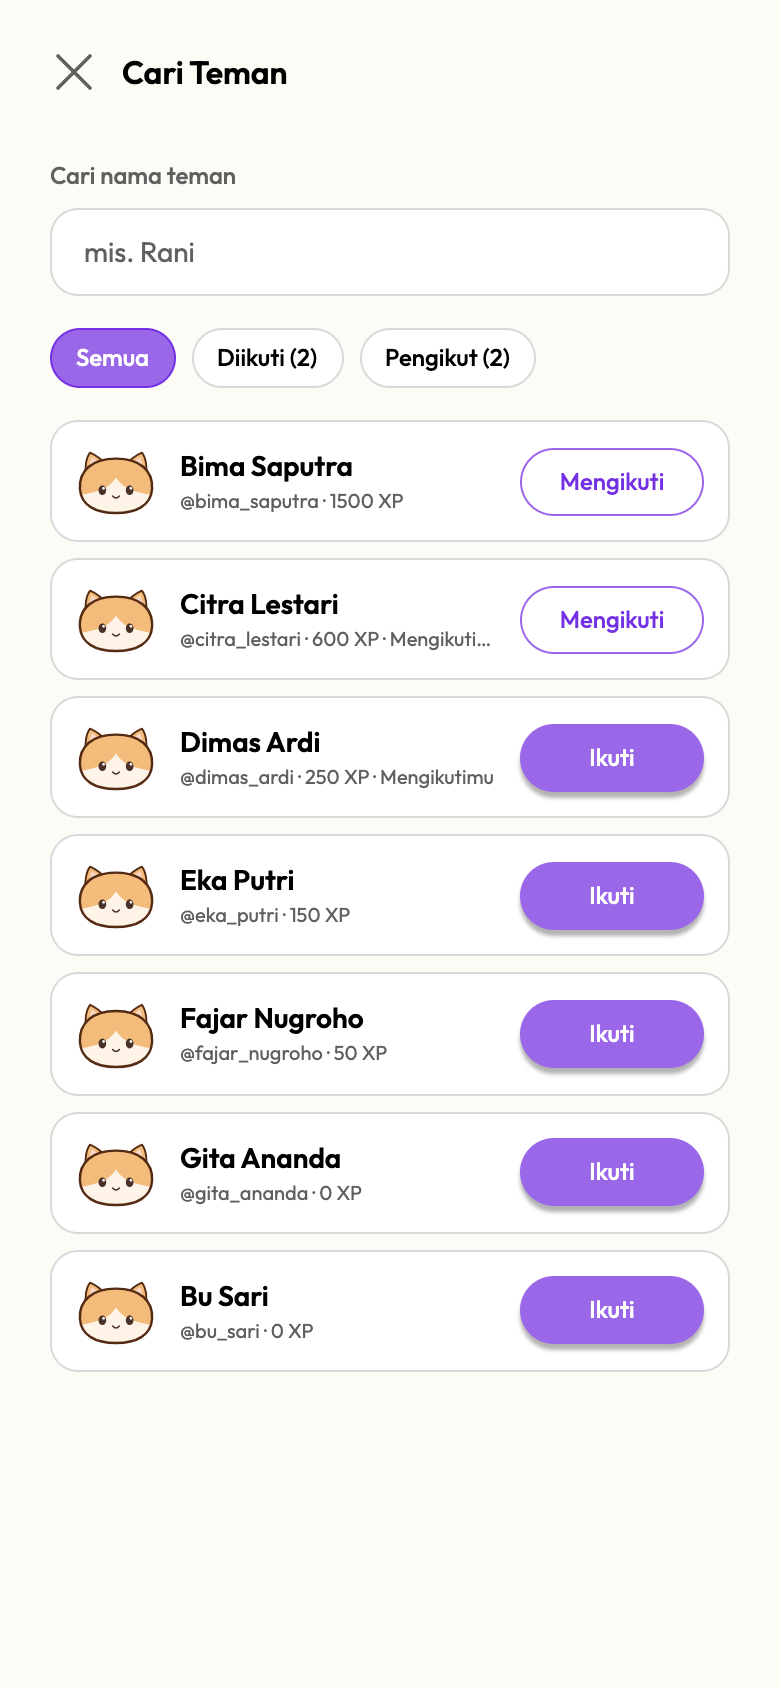 Cari Teman
Cari nama teman
mis. Rani
Semua
Diikuti (2)
Pengikut (2)
Bima Saputra
@bima_saputra · 1500 XP
Mengikuti
Citra Lestari
@citra_lestari · 600 XP · Mengikuti...
Mengikuti
Dimas Ardi
@dimas_ardi · 250 XP · Mengikutimu
Ikuti
Eka Putri
@eka_putri · 150 XP
Ikuti
Fajar Nugroho
@fajar_nugroho · 50 XP
Ikuti
Gita Ananda
@gita_ananda · 0 XP
Ikuti
Bu Sari
@bu_sari · 0 XP
Ikuti